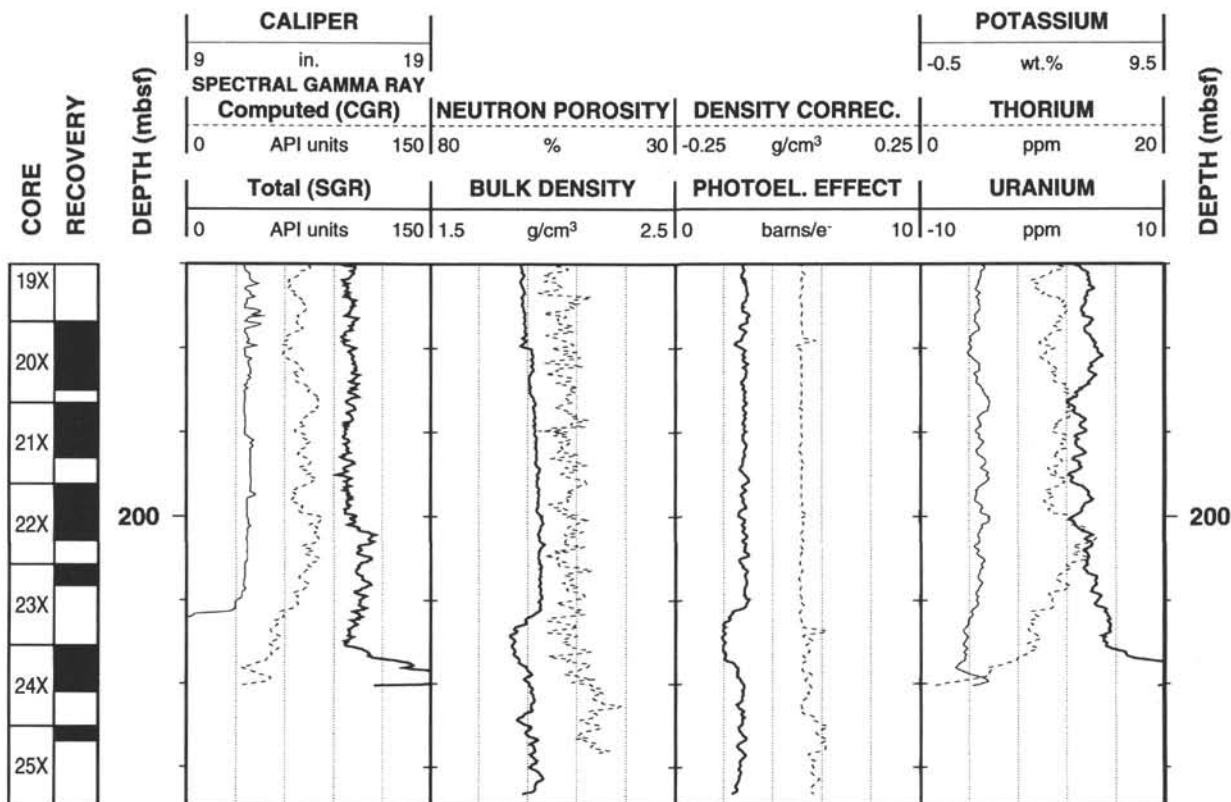 CALIPER
9 in. 19
SPECTRAL GAMMA RAY
Computed (CGR)
0 API units 150
Total (SGR)
0 API units 150
NEUTRON POROSITY
80 % 30
BULK DENSITY
1.5 g/cm³ 2.5
DENSITY CORREC.
-0.25 g/cm³ 0.25
PHOTOEL. EFFECT
0 barns/e⁻ 10
POTASSIUM
-0.5 wt.% 9.5
THORIUM
0 ppm 20
URANIUM
-10 ppm 10
CORE
RECOVERY
DEPTH (mbsf)
DEPTH (mbsf)
19X
20X
21X
22X
23X
24X
25X
200
200